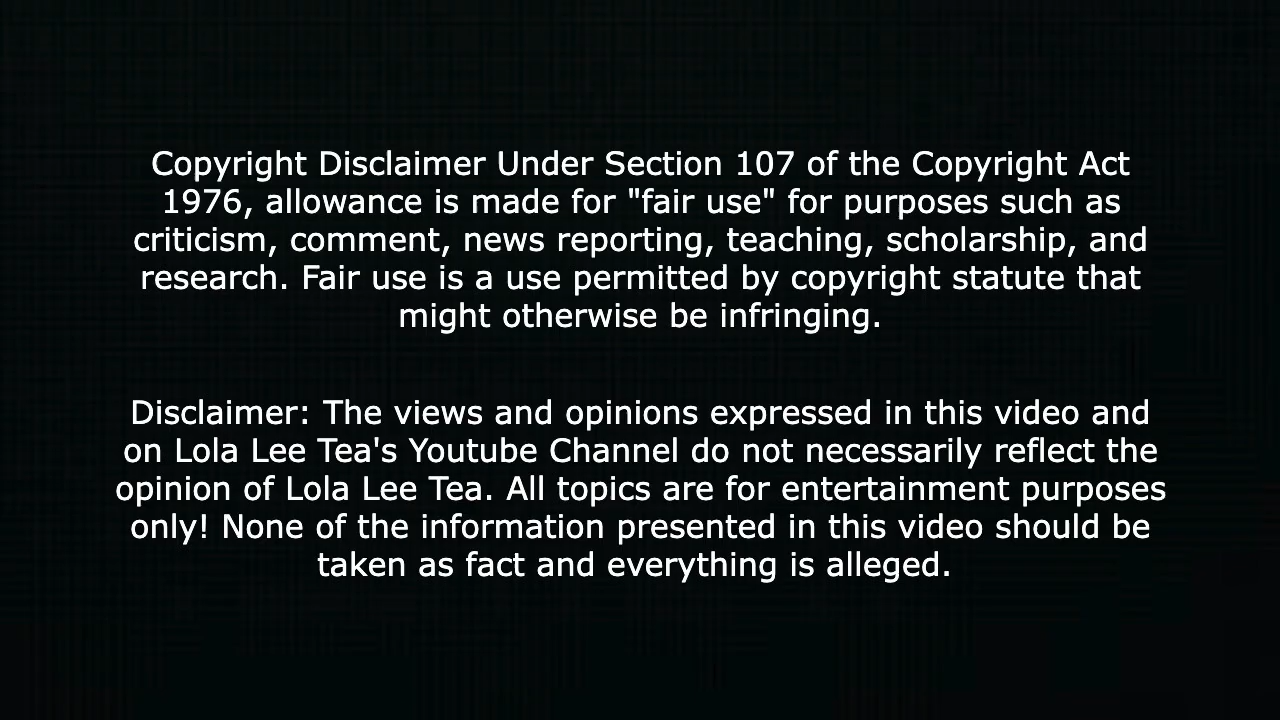 Copyright Disclaimer Under Section 107 of the Copyright Act
1976, allowance is made for "fair use" for purposes such as
criticism, comment, news reporting, teaching, scholarship, and
research. Fair use is a use permitted by copyright statute that
might otherwise be infringing.
Disclaimer: The views and opinions expressed in this video and
on Lola Lee Tea's Youtube Channel do not necessarily reflect the
opinion of Lola Lee Tea. All topics are for entertainment purposes
only! None of the information presented in this video should be
taken as fact and everything is alleged.